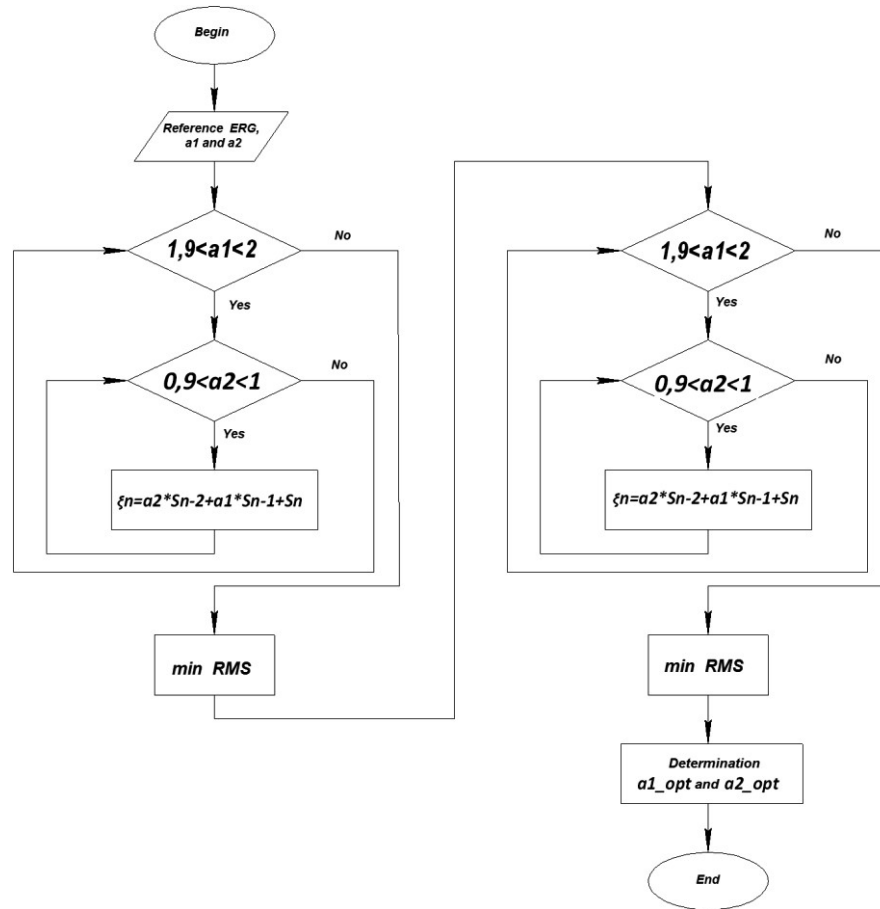 Begin
Reference ERG,
a1 and a2
1,9<a1<2
No
Yes
0,9<a2<1
No
Yes
ξn=a2*Sn-2+a1*Sn-1+Sn
min RMS
1,9<a1<2
No
Yes
0,9<a2<1
No
Yes
ξn=a2*Sn-2+a1*Sn-1+Sn
min RMS
Determination
a1_opt and a2_opt
End